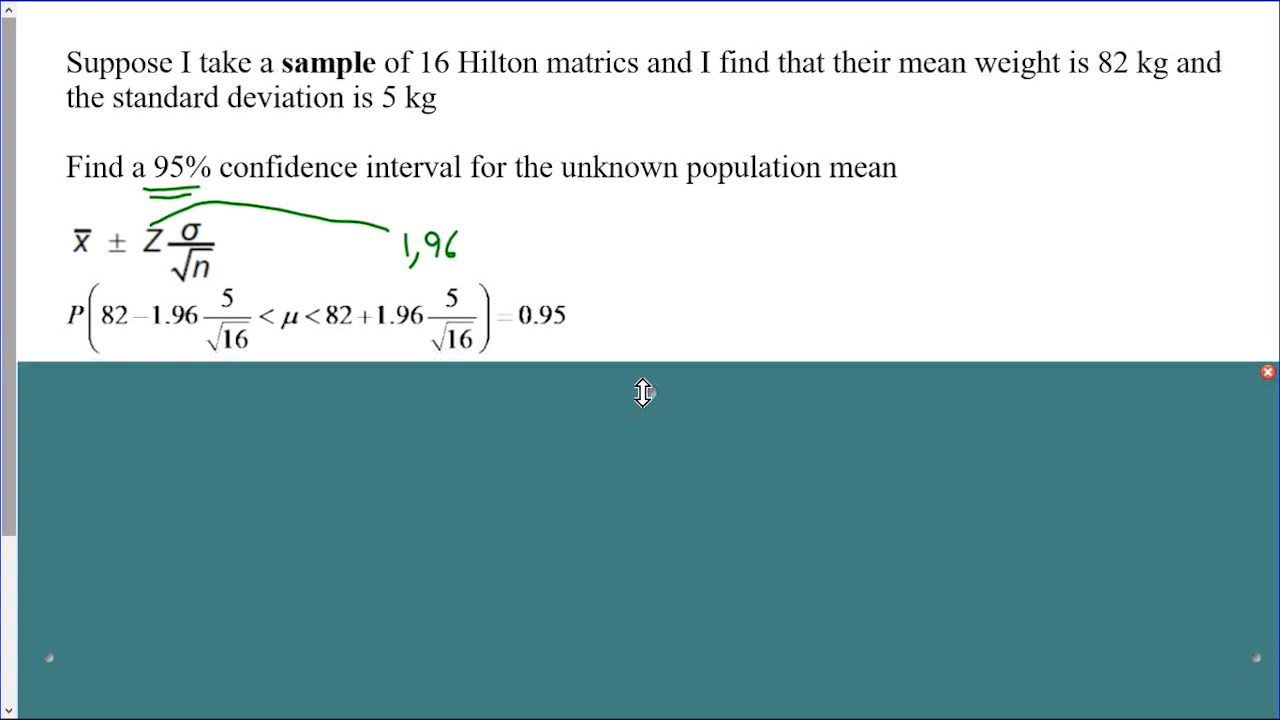 Suppose I take a sample of 16 Hilton matrics and I find that their mean weight is 82 kg and
the standard deviation is 5 kg
Find a 95% confidence interval for the unknown population mean
x̄ ± Z σ/√n
1,96
P(82 − 1.96 5/√16 < μ < 82 + 1.96 5/√16) = 0.95